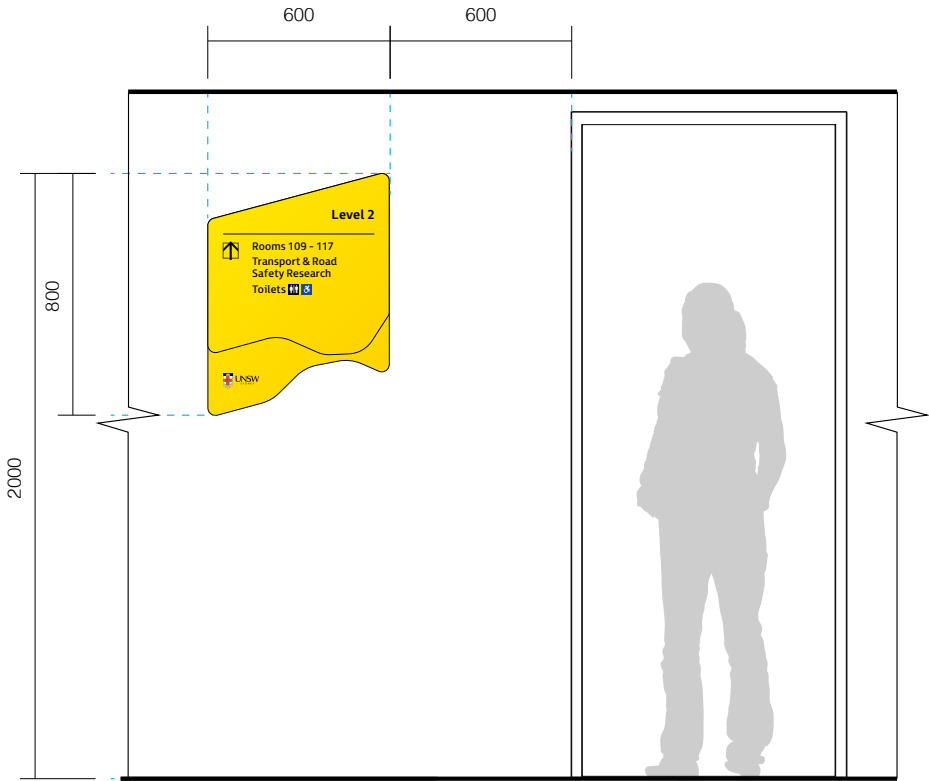 600
600
Level 2
Rooms 109 - 117
Transport & Road
Safety Research
Toilets
UNSW
800
2000